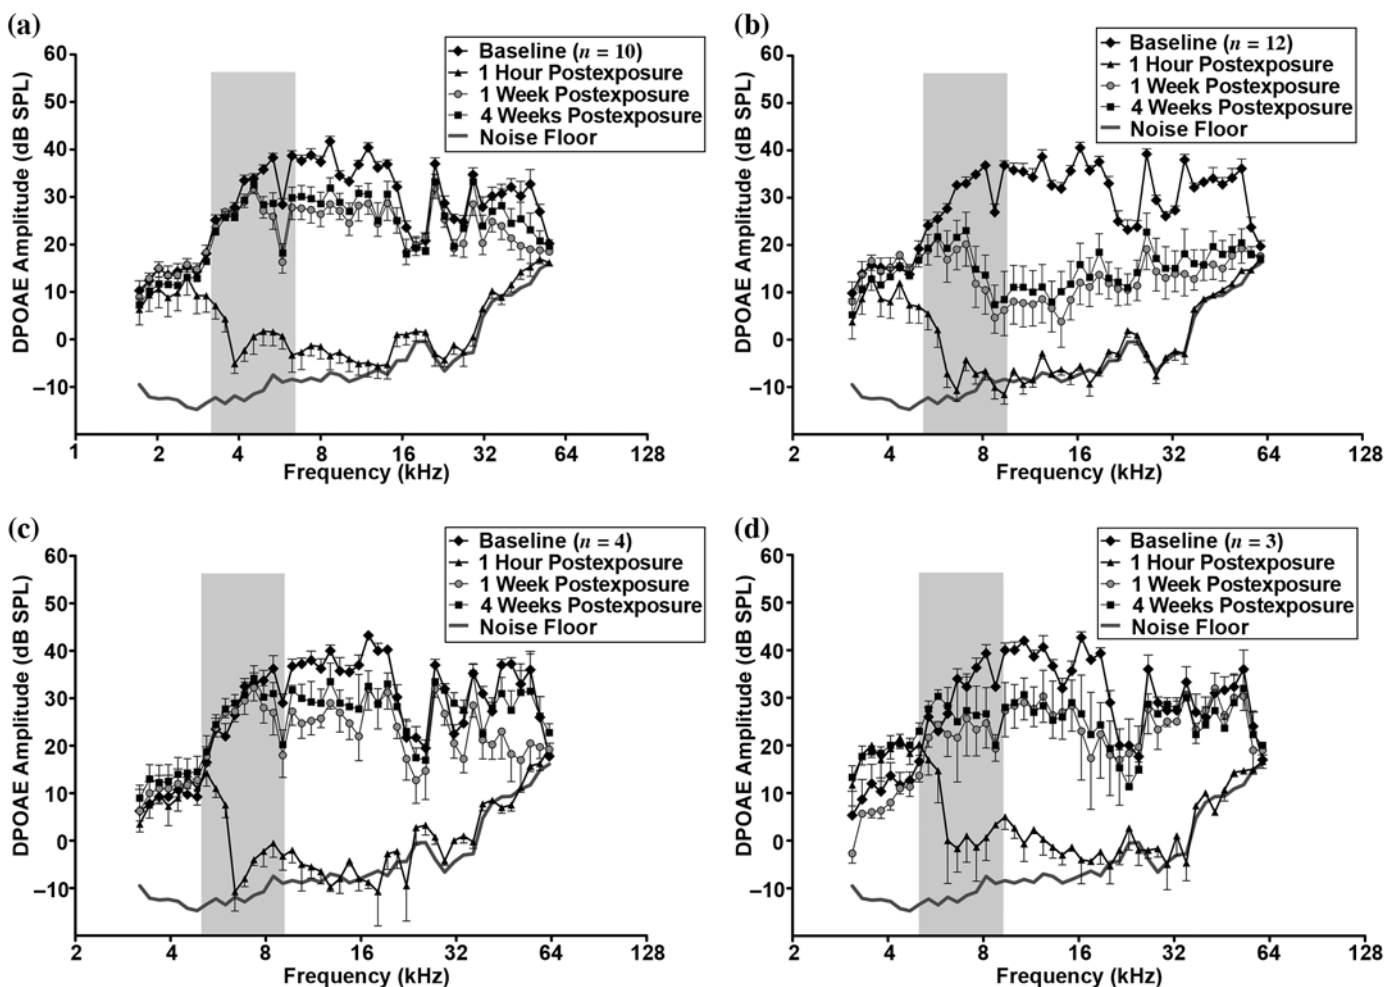 (a)
DPOAE Amplitude (dB SPL)
60
50
40
30
20
10
0
–10
1
2
4
8
16
32
64
128
Frequency (kHz)
Baseline (n = 10)
1 Hour Postexposure
1 Week Postexposure
4 Weeks Postexposure
Noise Floor
(b)
DPOAE Amplitude (dB SPL)
60
50
40
30
20
10
0
–10
2
4
8
16
32
64
128
Frequency (kHz)
Baseline (n = 12)
1 Hour Postexposure
1 Week Postexposure
4 Weeks Postexposure
Noise Floor
(c)
DPOAE Amplitude (dB SPL)
60
50
40
30
20
10
0
–10
2
4
8
16
32
64
128
Frequency (kHz)
Baseline (n = 4)
1 Hour Postexposure
1 Week Postexposure
4 Weeks Postexposure
Noise Floor
(d)
DPOAE Amplitude (dB SPL)
60
50
40
30
20
10
0
–10
2
4
8
16
32
64
128
Frequency (kHz)
Baseline (n = 3)
1 Hour Postexposure
1 Week Postexposure
4 Weeks Postexposure
Noise Floor